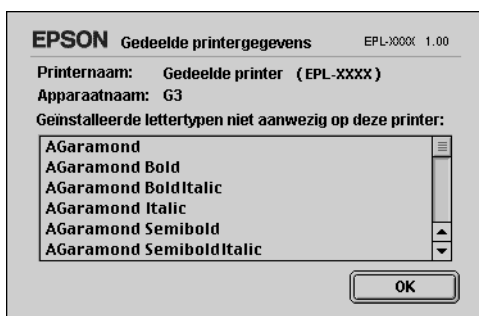 EPSON Gedeelde printergegevens EPL-XXXX 1.00
Printernaam: Gedeelde printer (EPL-XXXX)
Apparaatnaam: G3
Geïnstalleerde lettertypen niet aanwezig op deze printer:
AGaramond
AGaramond Bold
AGaramond BoldItalic
AGaramond Italic
AGaramond Semibold
AGaramond SemiboldItalic
OK